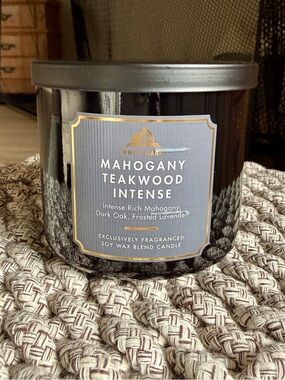 MAHOGANY
TEAKWOOD
INTENSE
Intense Rich Mahogany,
Dark Oak, Frosted Lavender
EXCLUSIVELY FRAGRANCED
SOY WAX BLEND CANDLE